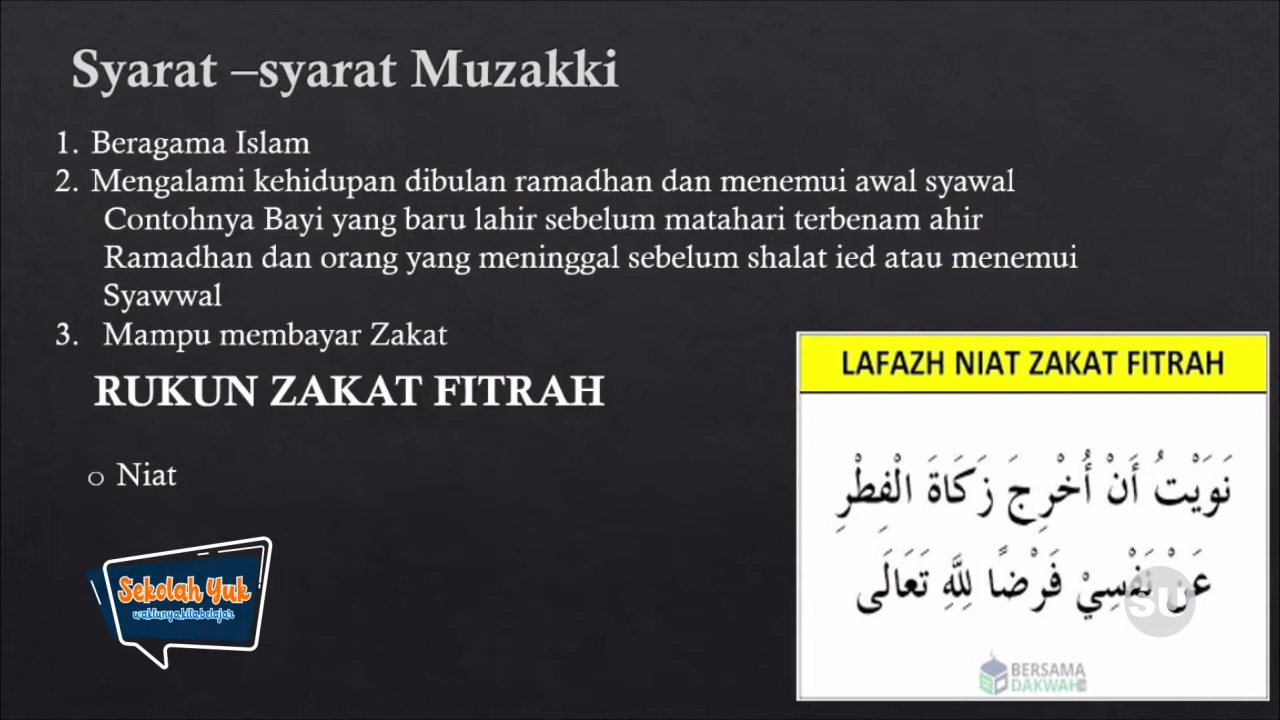 Syarat –syarat Muzakki
1. Beragama Islam
2. Mengalami kehidupan dibulan ramadhan dan menemui awal syawal
Contohnya Bayi yang baru lahir sebelum matahari terbenam ahir
Ramadhan dan orang yang meninggal sebelum shalat ied atau menemui
Syawwal
3. Mampu membayar Zakat
RUKUN ZAKAT FITRAH
o Niat
Sekolah Yuk
waktunya.kita.belajar
LAFAZH NIAT ZAKAT FITRAH
نَوَيْتُ أَنْ أُخْرِجَ زَكَاةَ الْفِطْرِ
عَنْ نَفْسِيْ فَرْضًا لِلَّهِ تَعَالَى
SU
BERSAMA
DAKWAH